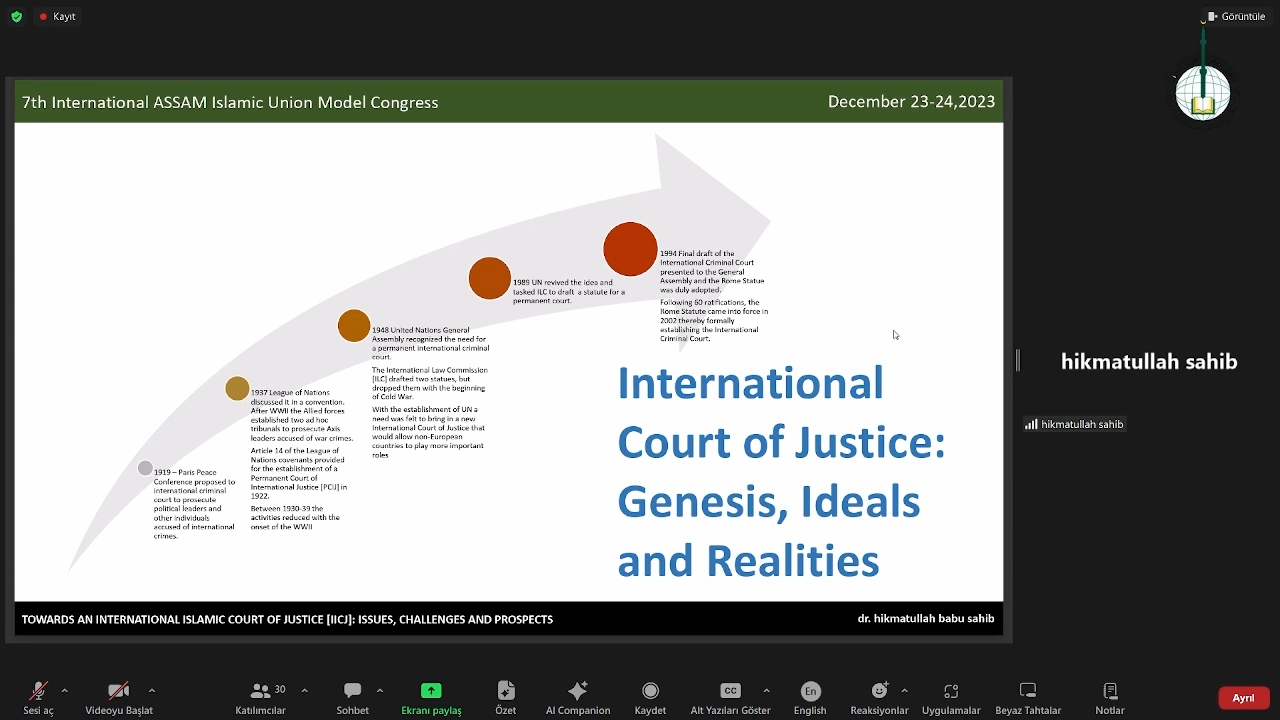 Kayıt
Görüntüle
7th International ASSAM Islamic Union Model Congress
December 23-24,2023
1919 – Paris Peace
Conference proposed to
international criminal
court to prosecute
political leaders and
other individuals
accused of international
crimes.
1937 League of Nations
discussed it in a convention.
After WWII the Allied forces
established two ad hoc
tribunals to prosecute Axis
leaders accused of war crimes.
Article 14 of the League of
Nations covenants provided
for the establishment of a
Permanent Court of
International Justice [PCIJ] in
1922.
Between 1930-39 the
activities reduced with the
onset of the WWII
1948 United Nations General
Assembly recognized the need for
a permanent international criminal
court.
The International Law Commission
[ILC] drafted two statues, but
dropped them with the beginning
of Cold War.
With the establishment of UN a
need was felt to bring in a new
International Court of Justice that
would allow non-European
countries to play more important
roles
1989 UN revived the idea and
tasked ILC to draft a statute for a
permanent court.
1994 Final draft of the
International Criminal Court
presented to the General
Assembly and the Rome Statue
was duly adopted.
Following 60 ratifications, the
Rome Statute came into force in
2002 thereby formally
establishing the International
Criminal Court.
International
Court of Justice:
Genesis, Ideals
and Realities
TOWARDS AN INTERNATIONAL ISLAMIC COURT OF JUSTICE [IICJ]: ISSUES, CHALLENGES AND PROSPECTS
dr. hikmatullah babu sahib
hikmatullah sahib
hikmatullah sahib
Sesi aç
Videoyu Başlat
30
Katılımcılar
Sohbet
Ekranı paylaş
Özet
AI Companion
Kaydet
CC
Alt Yazıları Göster
En
English
Reaksiyonlar
Uygulamalar
Beyaz Tahtalar
Notlar
Ayrıl